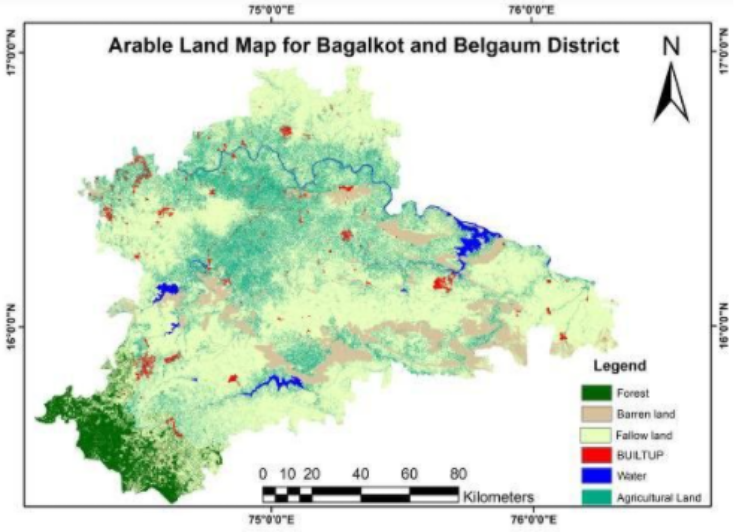 75°0'0"E 76°0'0"E
17°0'0"N 17°0'0"N
Arable Land Map for Bagalkot and Belgaum District
N
16°0'0"N 16°0'0"N
Legend
Forest
Barren land
Fallow land
BUILTUP
Water
Agricultural Land
0 10 20 40 60 80
Kilometers
75°0'0"E 76°0'0"E